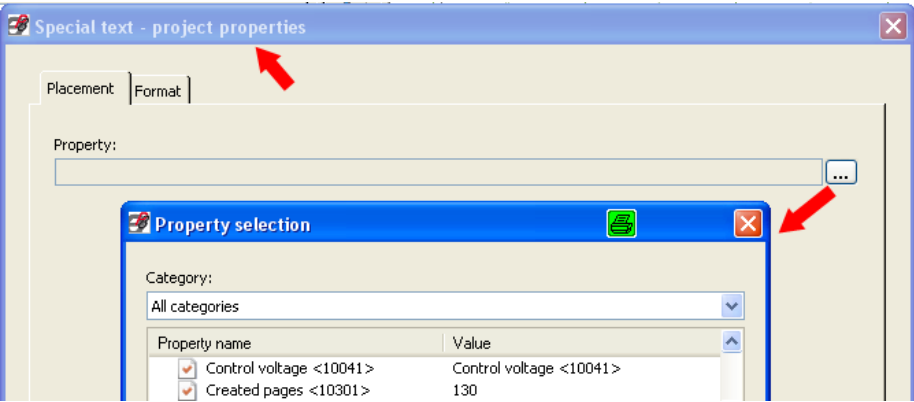 Special text - project properties
Placement Format
Property:
...
Property selection
Category:
All categories
Property name Value
Control voltage <10041> Control voltage <10041>
Created pages <10301> 130